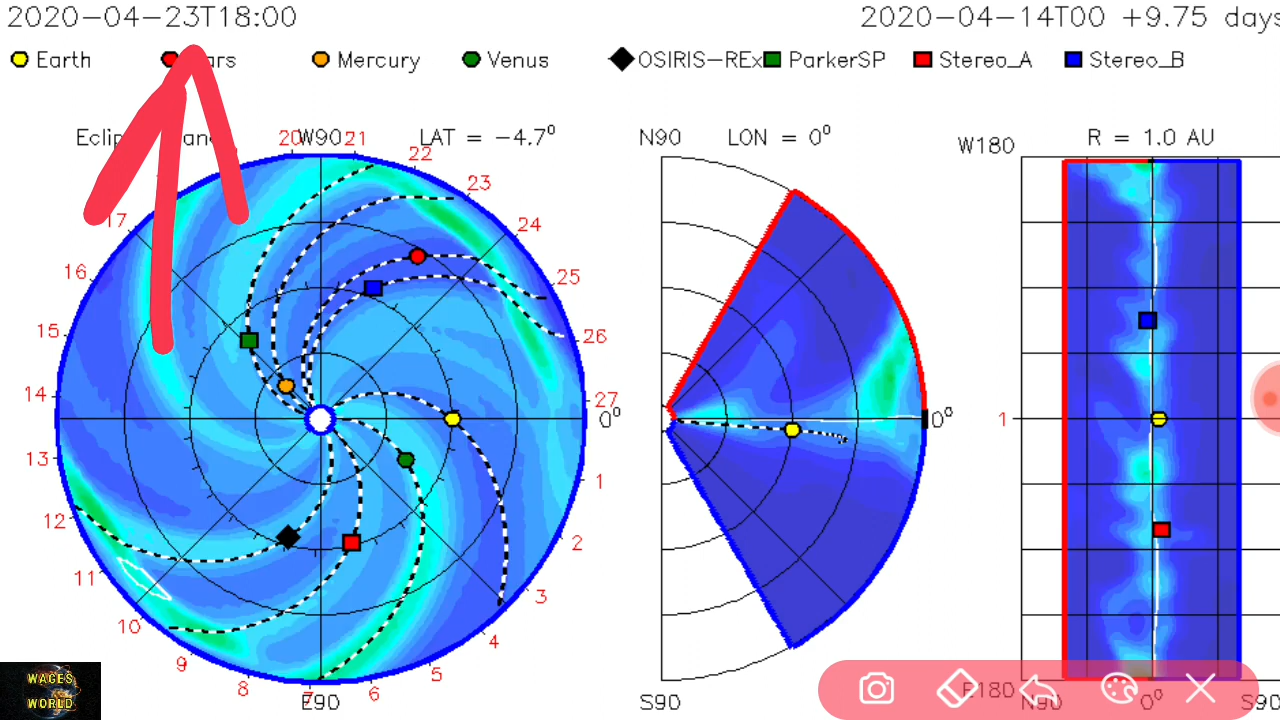 2020-04-23T18:00
2020-04-14T00 +9.75 days
Earth
Mercury
Venus
OSIRIS-REx
ParkerSP
Stereo_A
Stereo_B
W90
LAT = -4.7°
N90
LON = 0°
W180
R = 1.0 AU
20
21
22
23
24
25
26
27
0°
1
2
3
4
5
6
7
8
9
10
11
12
13
14
15
16
17
E90
0°
S90
1
E180
N90
0°
S90
WAGES
WORLD